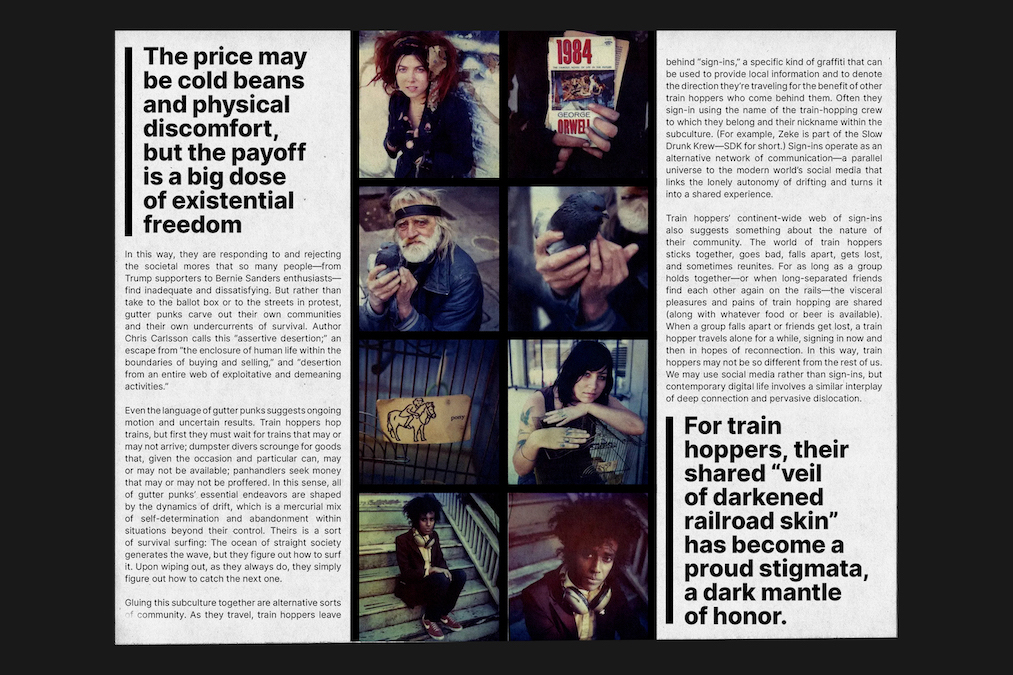 The price may
be cold beans
and physical
discomfort,
but the payoff
is a big dose
of existential
freedom
In this way, they are responding to and rejecting
the societal mores that so many people—from
Trump supporters to Bernie Sanders enthusiasts—
find inadequate and dissatisfying. But rather than
take to the ballot box or to the streets in protest,
gutter punks carve out their own communities
and their own undercurrents of survival. Author
Chris Carlsson calls this “assertive desertion;” an
escape from “the enclosure of human life within the
boundaries of buying and selling,” and “desertion
from an entire web of exploitative and demeaning
activities.”
Even the language of gutter punks suggests ongoing
motion and uncertain results. Train hoppers hop
trains, but first they must wait for trains that may or
may not arrive; dumpster divers scrounge for goods
that, given the occasion and particular can, may
or may not be available; panhandlers seek money
that may or may not be proffered. In this sense, all
of gutter punks’ essential endeavors are shaped
by the dynamics of drift, which is a mercurial mix
of self-determination and abandonment within
situations beyond their control. Theirs is a sort
of survival surfing: The ocean of straight society
generates the wave, but they figure out how to surf
it. Upon wiping out, as they always do, they simply
figure out how to catch the next one.
Gluing this subculture together are alternative sorts
of community. As they travel, train hoppers leave
1984
GEORGE
ORWELL
pony
behind “sign-ins,” a specific kind of graffiti that can
be used to provide local information and to denote
the direction they’re traveling for the benefit of other
train hoppers who come behind them. Often they
sign-in using the name of the train-hopping crew
to which they belong and their nickname within the
subculture. (For example, Zeke is part of the Slow
Drunk Krew—SDK for short.) Sign-ins operate as an
alternative network of communication—a parallel
universe to the modern world’s social media that
links the lonely autonomy of drifting and turns it
into a shared experience.
Train hoppers’ continent-wide web of sign-ins
also suggests something about the nature of
their community. The world of train hoppers
sticks together, goes bad, falls apart, gets lost,
and sometimes reunites. For as long as a group
holds together—or when long-separated friends
find each other again on the rails—the visceral
pleasures and pains of train hopping are shared
(along with whatever food or beer is available).
When a group falls apart or friends get lost, a train
hopper travels alone for a while, signing in now and
then in hopes of reconnection. In this way, train
hoppers may not be so different from the rest of us.
We may use social media rather than sign-ins, but
contemporary digital life involves a similar interplay
of deep connection and pervasive dislocation.
For train
hoppers, their
shared “veil
of darkened
railroad skin”
has become a
proud stigmata,
a dark mantle
of honor.